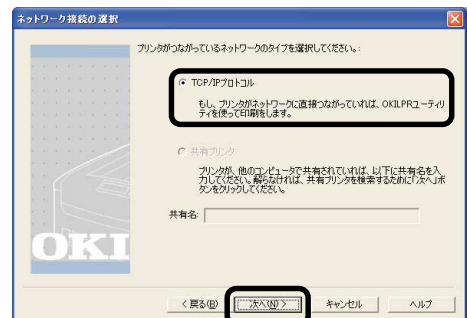 ネットワーク接続の選択
プリンタがつながっているネットワークのタイプを選択してください。:
TCP/IPプロトコル
もし、プリンタがネットワークに直接つながっていれば、OKILPRユーティリ
ティを使って印刷をします。
共有プリンタ
プリンタが、他のコンピュータで共有されていれば、以下に共有名を入
力してください。解らなければ、共有プリンタを検索するために「次へ」ボ
タンをクリックしてください。
共有名:
OKI
< 戻る(B)
次へ(N) >
キャンセル
ヘルプ